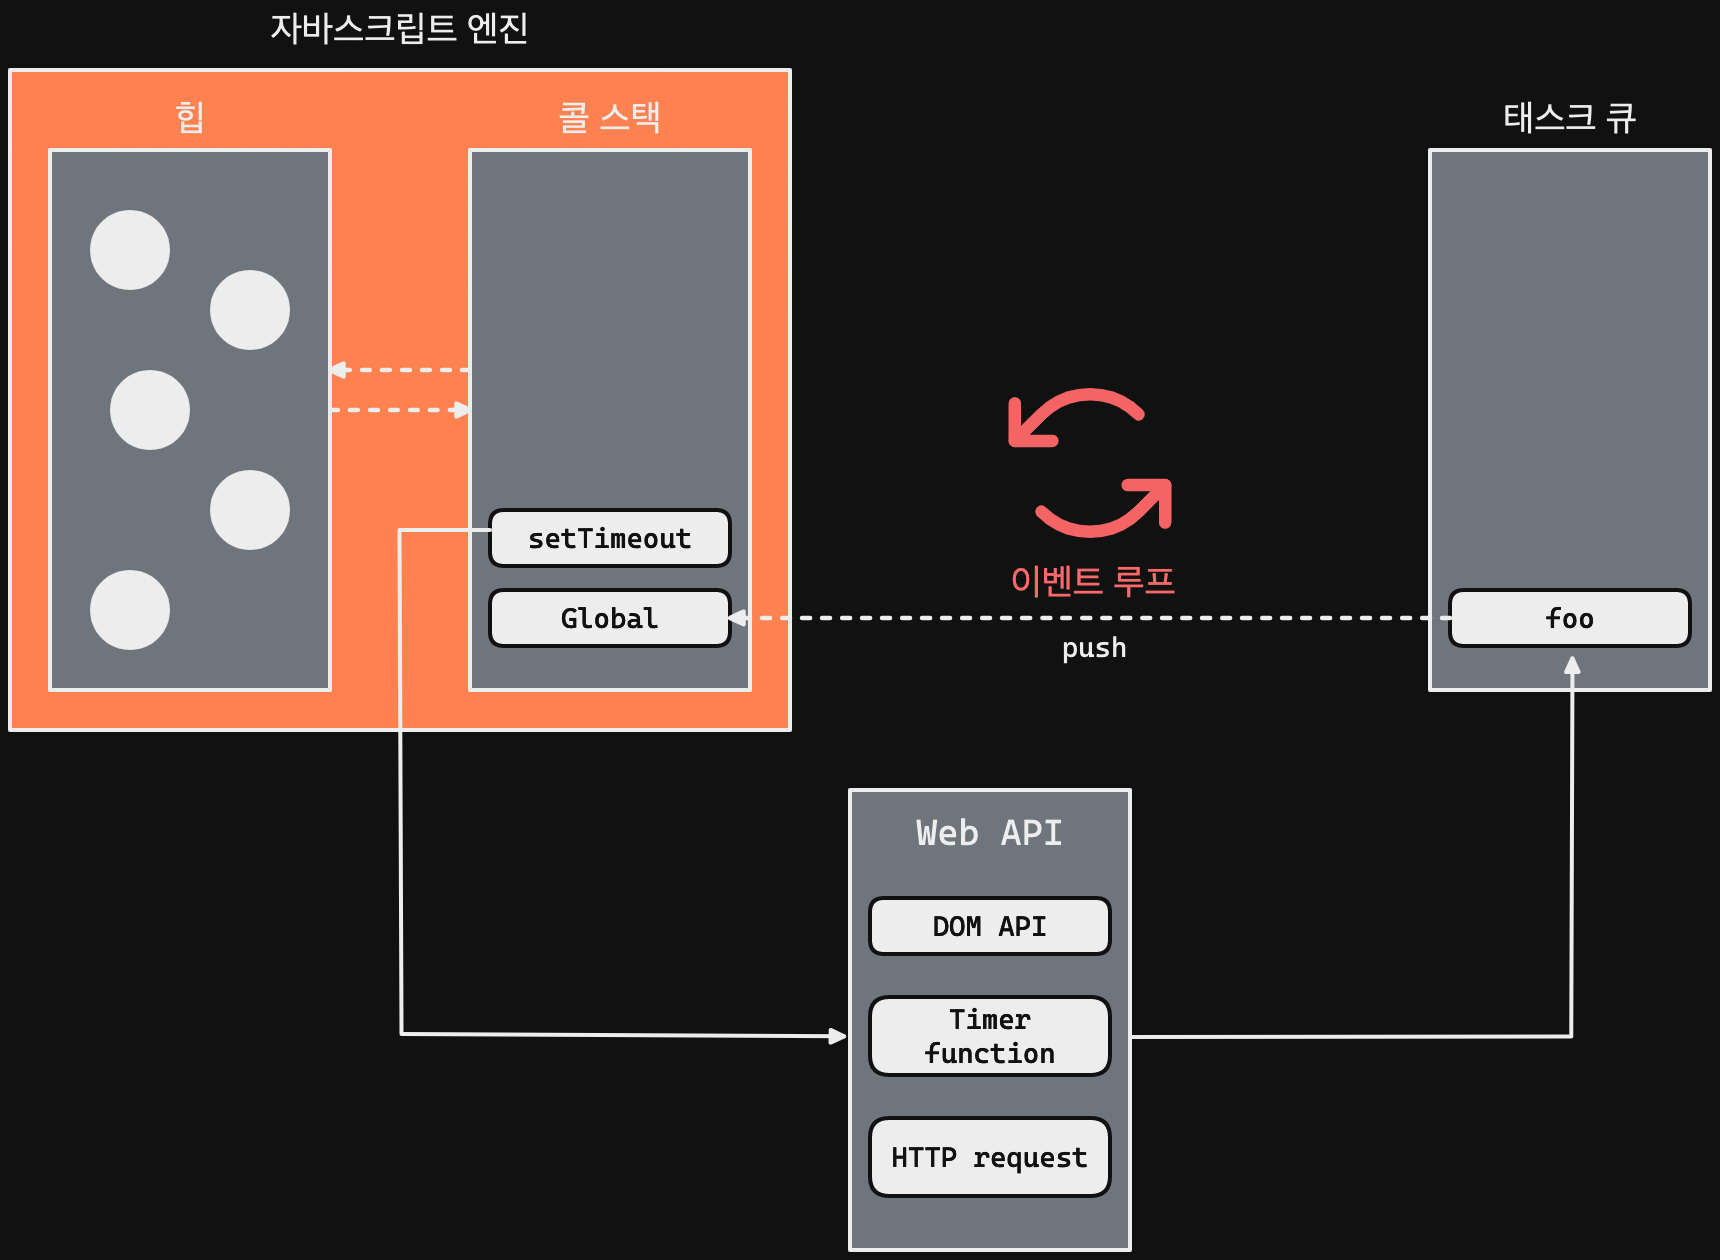 자바스크립트 엔진
힙
콜 스택
태스크 큐
setTimeout
Global
이벤트 루프
push
foo
Web API
DOM API
Timer
function
HTTP request